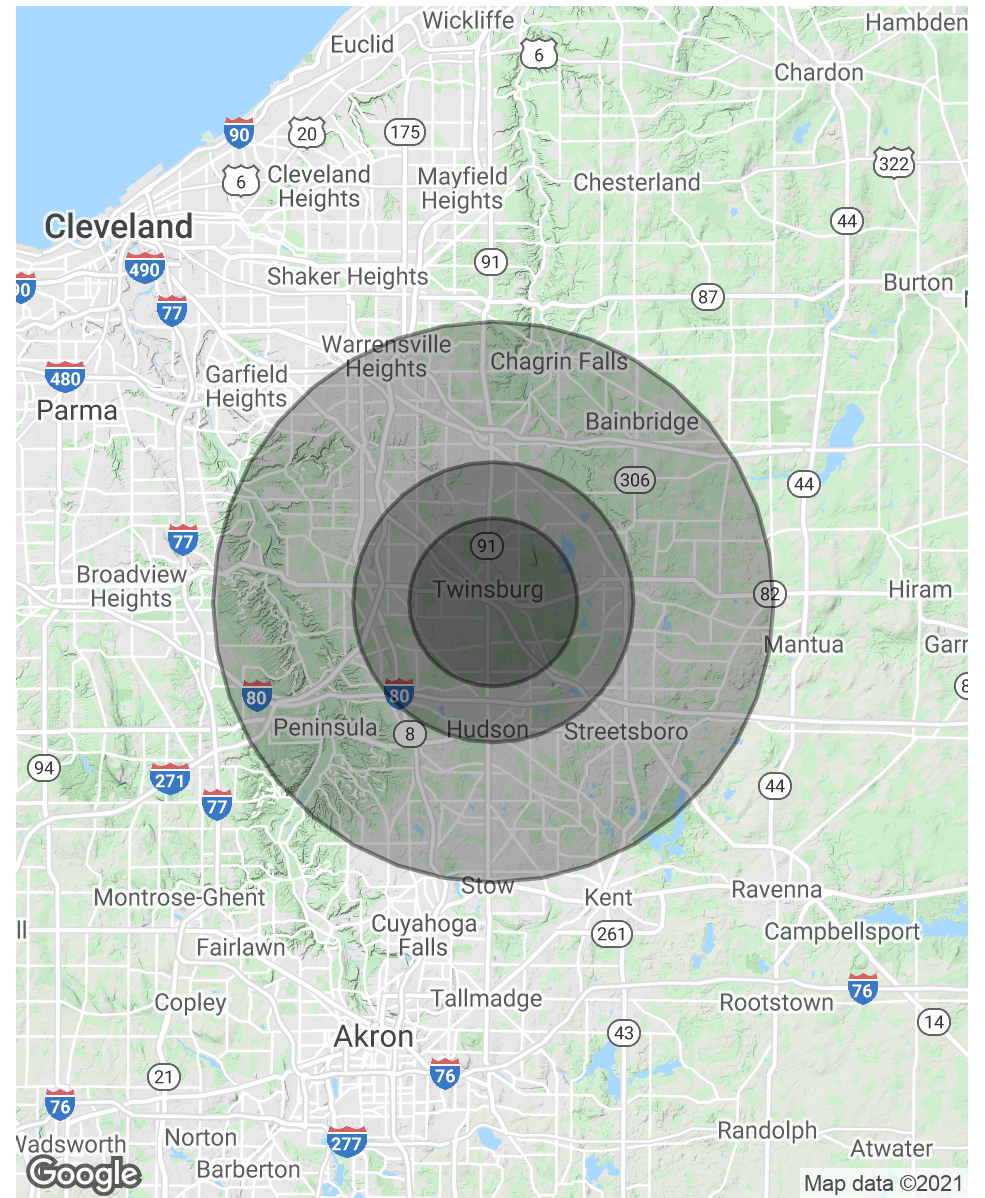 Wickliffe
Hambden
Euclid
6
Chardon
90
20
175
322
6
Cleveland
Heights
Mayfield
Heights
Chesterland
44
Cleveland
91
490
Shaker Heights
Burton
90
77
87
Warrensville
Heights
Chagrin Falls
480
Garfield
Heights
Parma
Bainbridge
306
44
77
91
Broadview
Heights
Twinsburg
82
Hiram
Mantua
Garr
80
80
8
Peninsula
8
Hudson
Streetsboro
94
271
77
44
Stow
Kent
Ravenna
Montrose-Ghent
Cuyahoga
Falls
ll
261
Campbellsport
Fairlawn
76
Copley
Tallmadge
Rootstown
14
Akron
43
76
21
76
277
Wadsworth
Norton
Randolph
Atwater
Barberton
Google
Map data ©2021